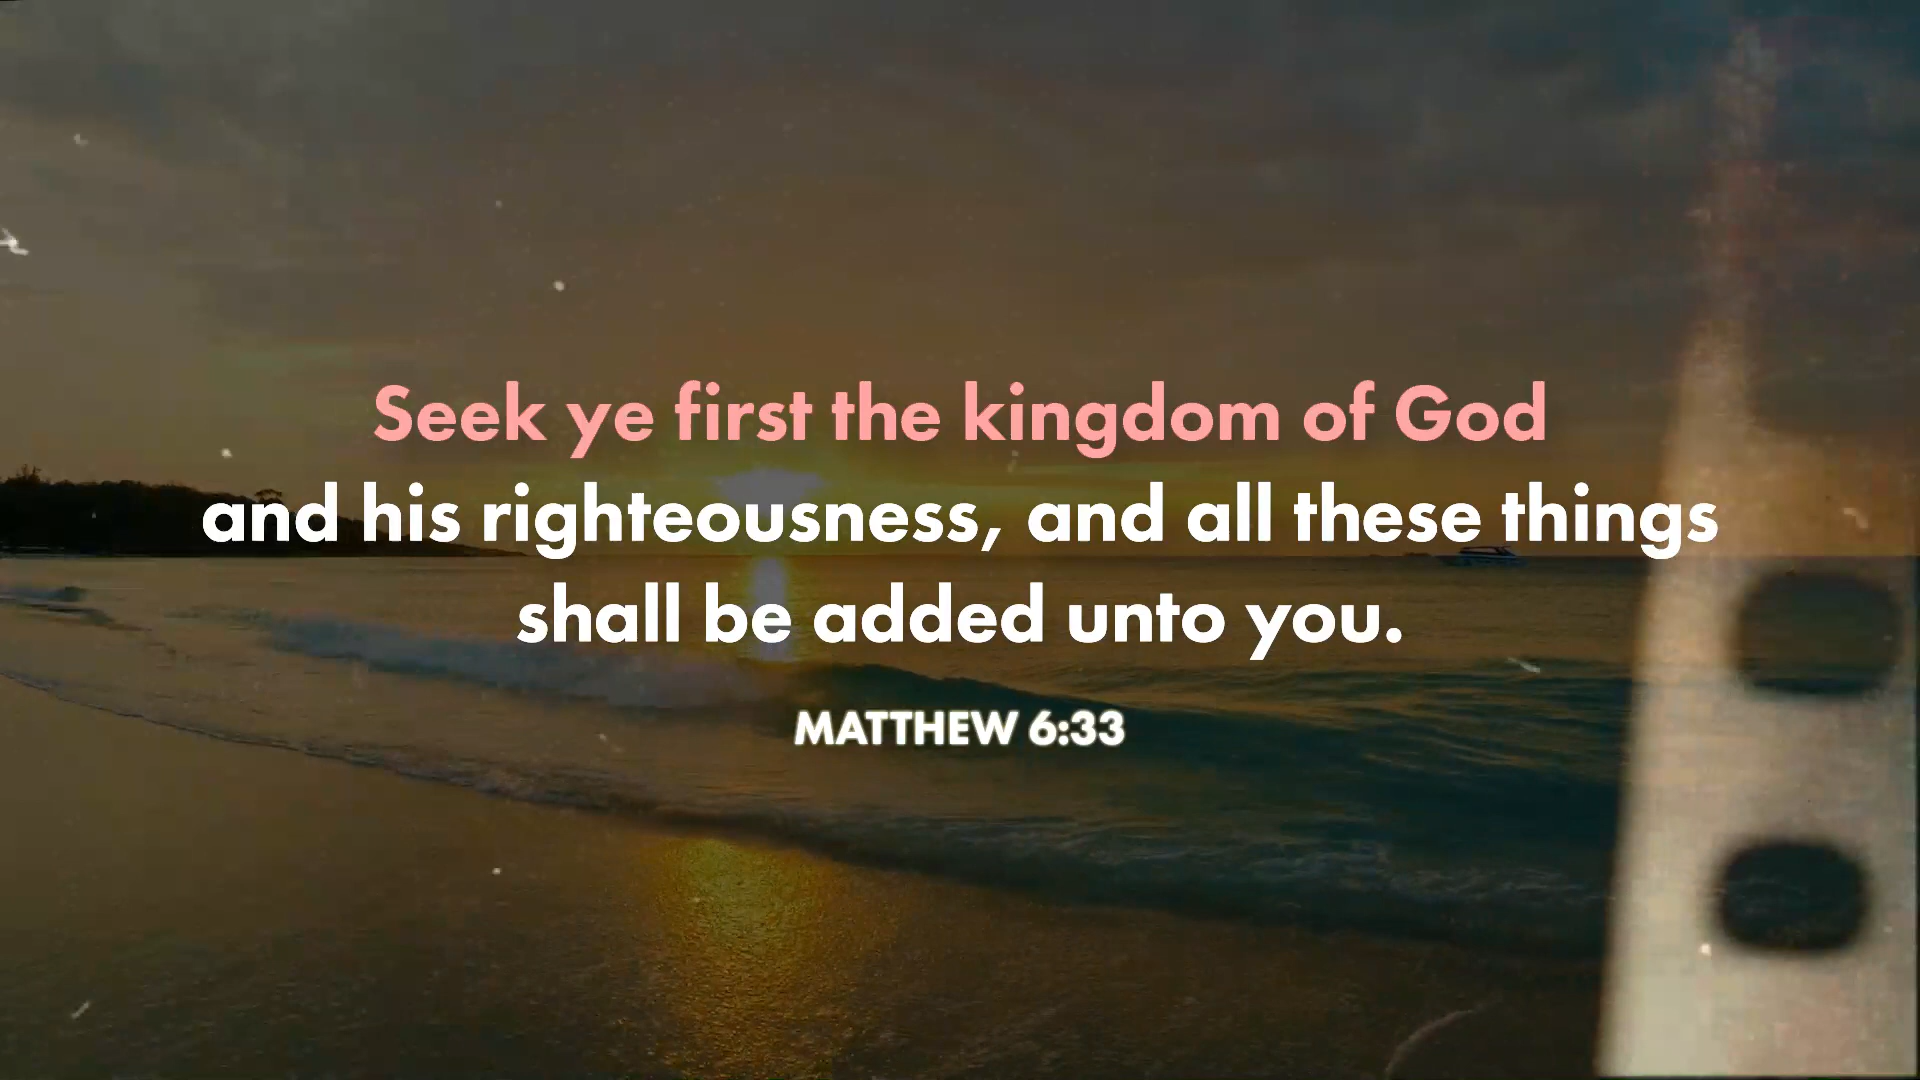 Seek ye first the kingdom of God
and his righteousness, and all these things
shall be added unto you.
MATTHEW 6:33